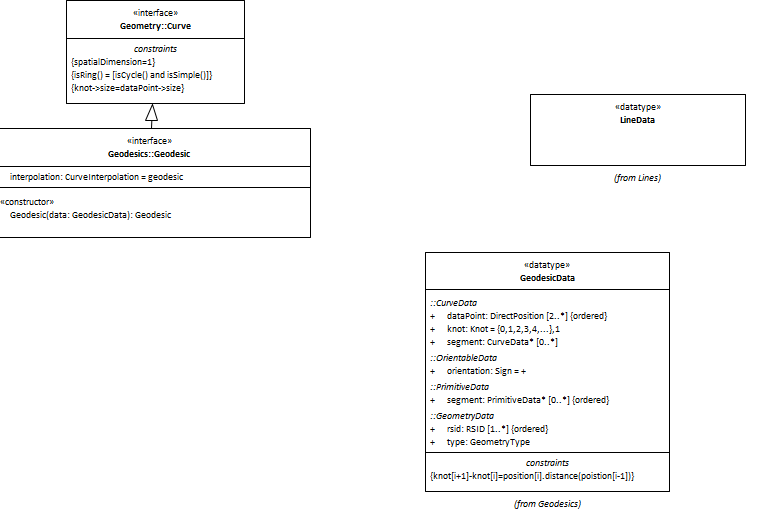 «interface»
Geometry::Curve
constraints
{spatialDimension=1}
{isRing() = [isCycle() and isSimple()]}
{knot->size=dataPoint->size}
«interface»
Geodesics::Geodesic
interpolation: CurveInterpolation = geodesic
«constructor»
Geodesic(data: GeodesicData): Geodesic
«datatype»
LineData
(from Lines)
«datatype»
GeodesicData
::CurveData
+ dataPoint: DirectPosition [2..*] {ordered}
+ knot: Knot = {0,1,2,3,4,...},1
+ segment: CurveData* [0..*]
::OrientableData
+ orientation: Sign = +
::PrimitiveData
+ segment: PrimitiveData* [0..*] {ordered}
::GeometryData
+ rsid: RSID [1..*] {ordered}
+ type: GeometryType
constraints
{knot[i+1]-knot[i]=position[i].distance(poistion[i-1])}
(from Geodesics)